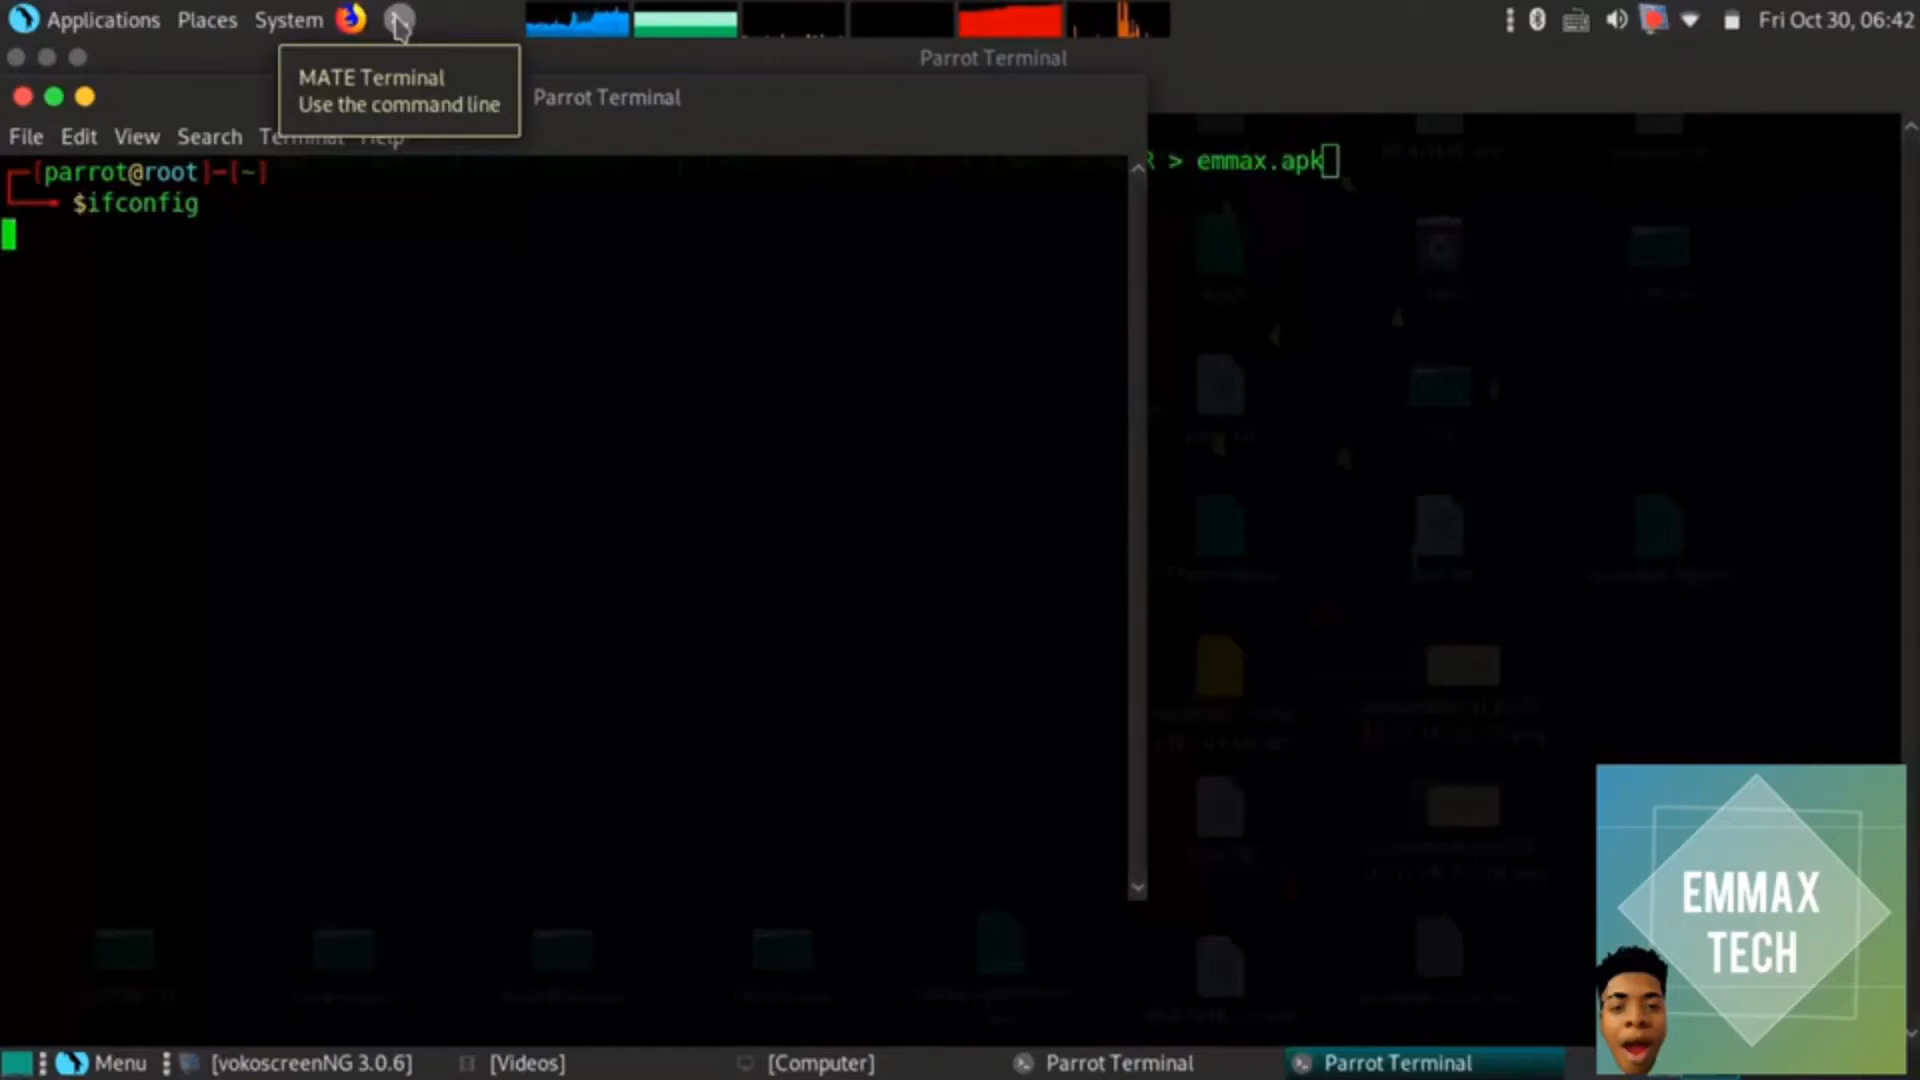 Applications Places System
Fri Oct 30, 06:42
Parrot Terminal
MATE Terminal
Use the command line
Parrot Terminal
File Edit View Search Terminal Help
┌─[parrot@root]─[~]
└──╼ $ifconfig
R > emmax.apk
EMMAX
TECH
Menu [vokoscreenNG 3.0.6] [Videos] [Computer] Parrot Terminal Parrot Terminal